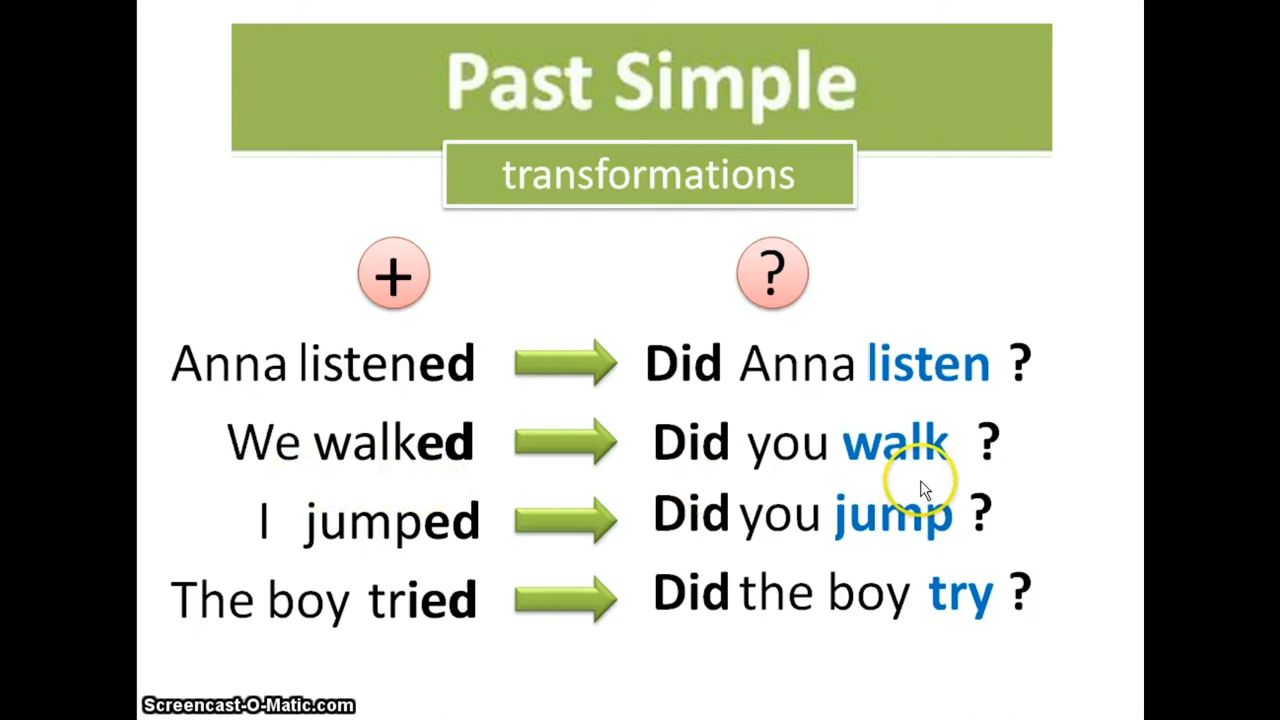 Past Simple
transformations
+ ?
Anna listened Did Anna listen ?
We walked Did you walk ?
I jumped Did you jump ?
The boy tried Did the boy try ?
Screencast-O-Matic.com